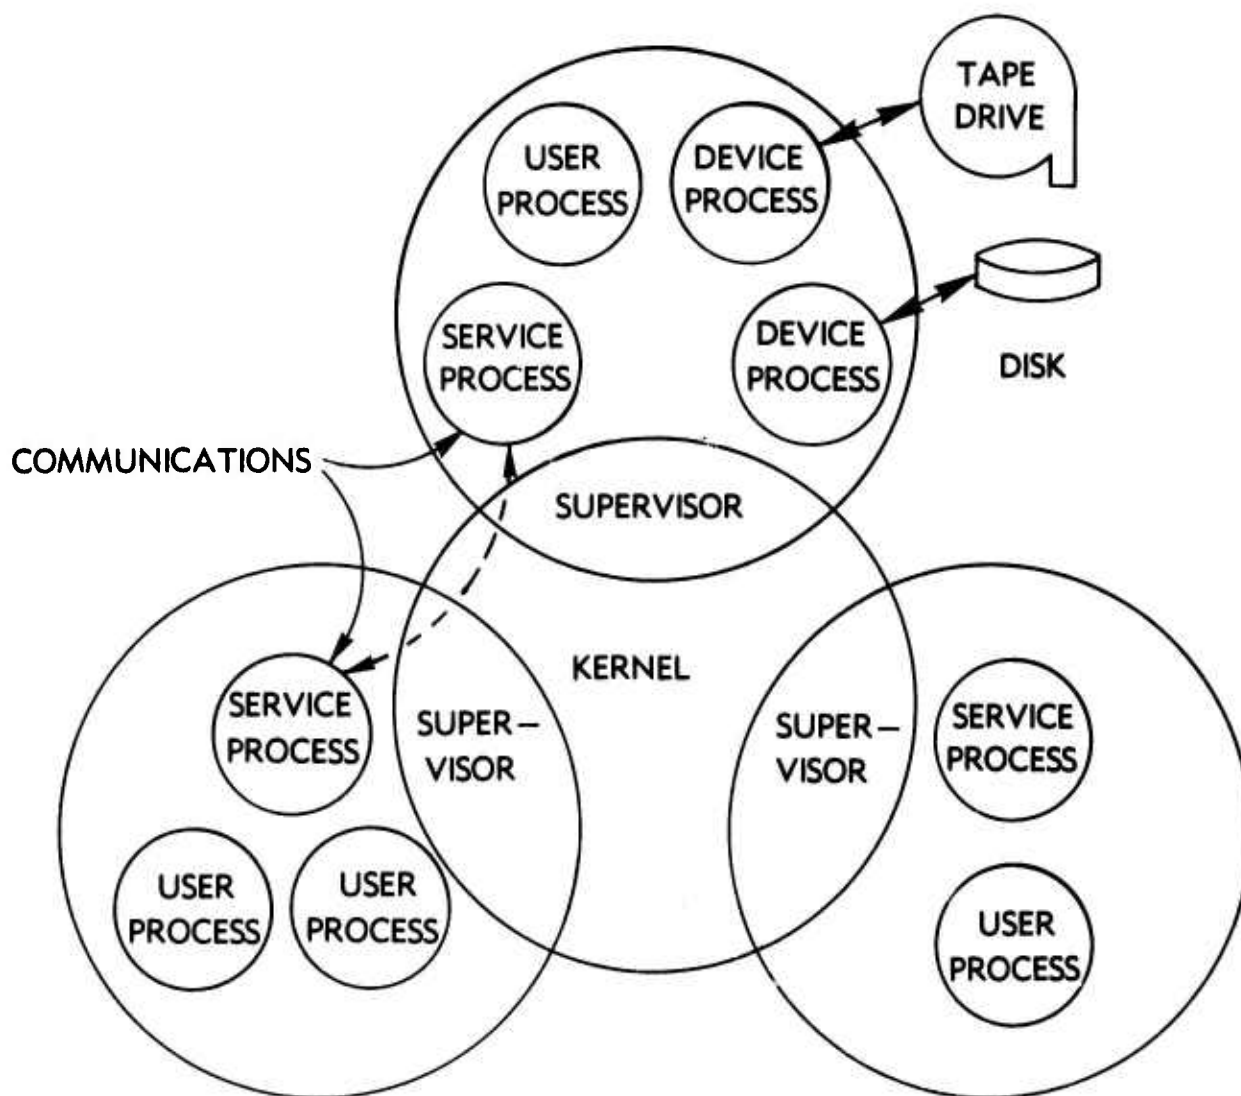 TAPE
DRIVE
USER
PROCESS
DEVICE
PROCESS
SERVICE
PROCESS
DEVICE
PROCESS
DISK
COMMUNICATIONS
SUPERVISOR
KERNEL
SERVICE
PROCESS
SUPER–
VISOR
SUPER–
VISOR
SERVICE
PROCESS
USER
PROCESS
USER
PROCESS
USER
PROCESS